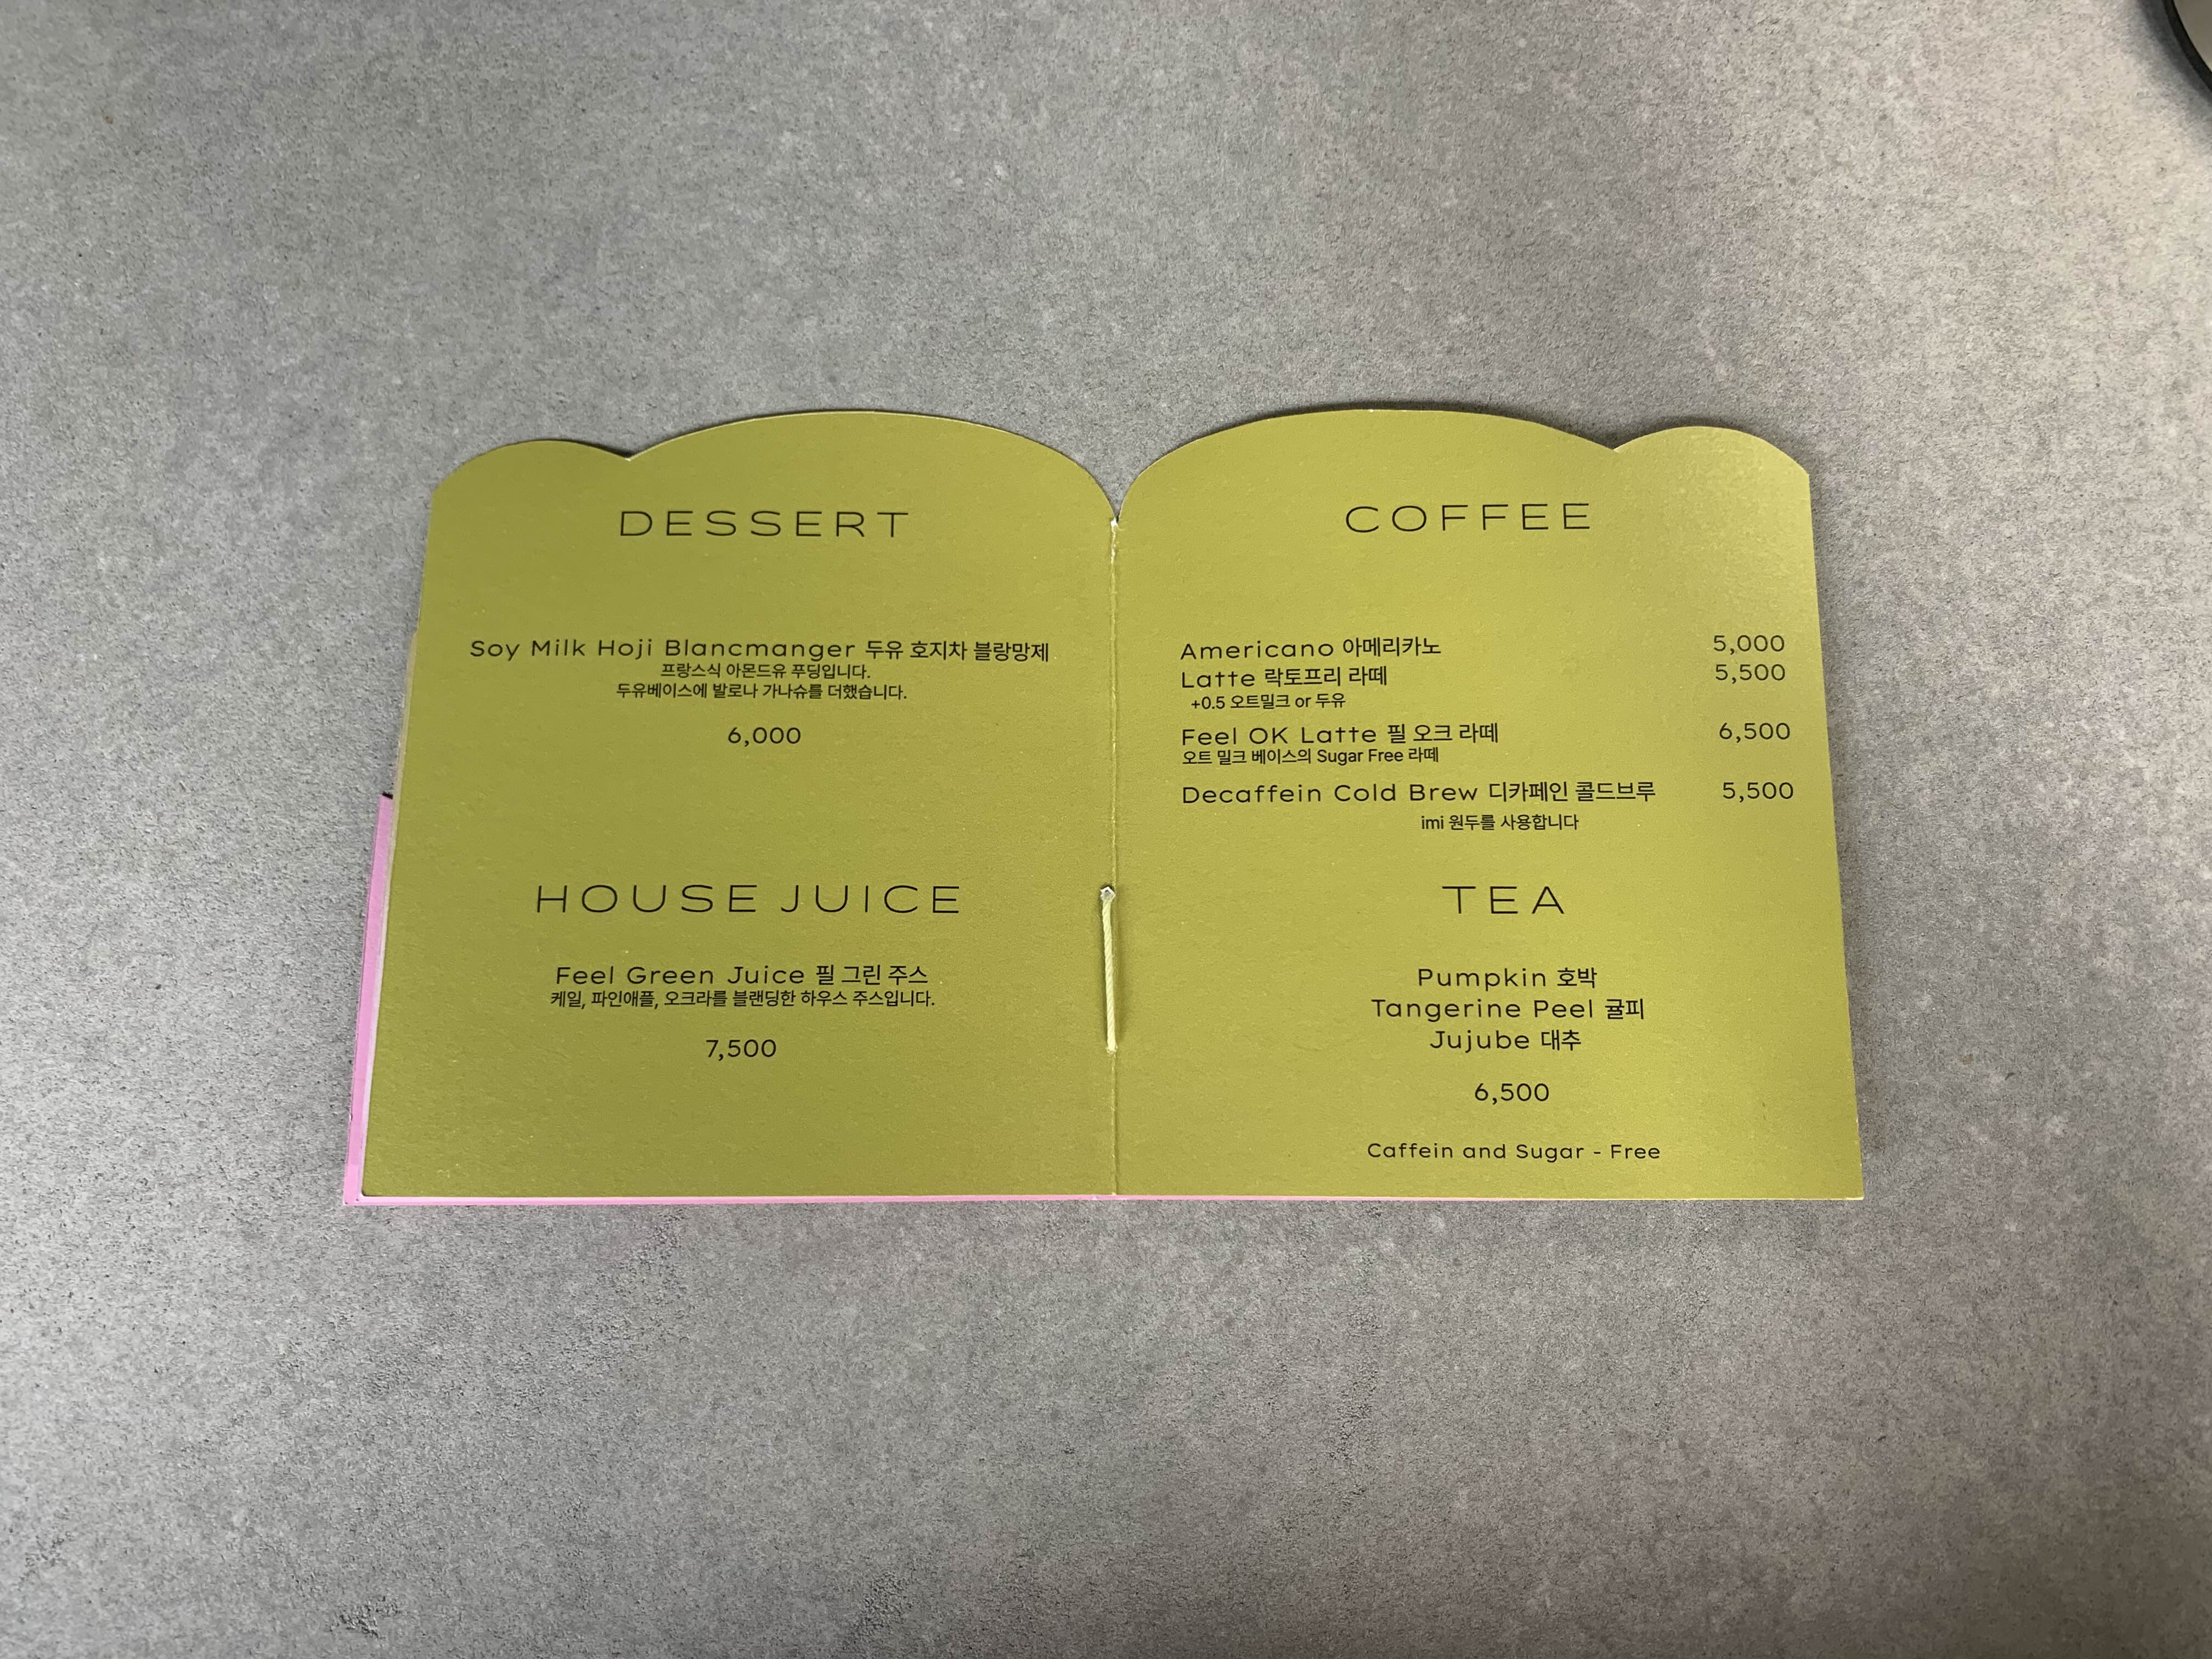 DESSERT
Soy Milk Hoji Blancmanger 두유 호지차 블랑망제
프랑스식 아몬드유 푸딩입니다.
두유베이스에 발로나 가나슈를 더했습니다.
6,000
HOUSE JUICE
Feel Green Juice 필 그린 주스
케일, 파인애플, 오크라를 블랜딩한 하우스 주스입니다.
7,500
COFFEE
Americano 아메리카노 5,000
Latte 락토프리 라떼 5,500
+0.5 오트밀크 or 두유
Feel OK Latte 필 오크 라떼 6,500
오트 밀크 베이스의 Sugar Free 라떼
Decaffein Cold Brew 디카페인 콜드브루 5,500
imi 원두를 사용합니다
TEA
Pumpkin 호박
Tangerine Peel 귤피
Jujube 대추
6,500
Caffein and Sugar - Free